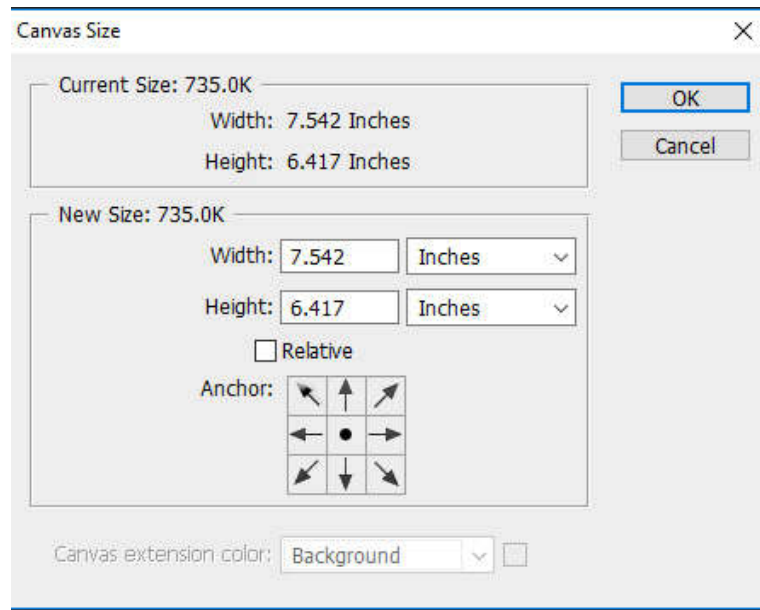 Canvas Size
Current Size: 735.0K
Width: 7.542 Inches
Height: 6.417 Inches
OK
Cancel
New Size: 735.0K
Width: 7.542 Inches
Height: 6.417 Inches
Relative
Anchor:
Canvas extension color: Background